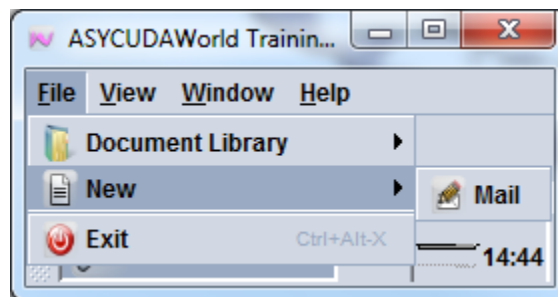 ASYCUDAWorld Trainin...
File View Window Help
Document Library
New
Mail
Exit Ctrl+Alt-X
14:44